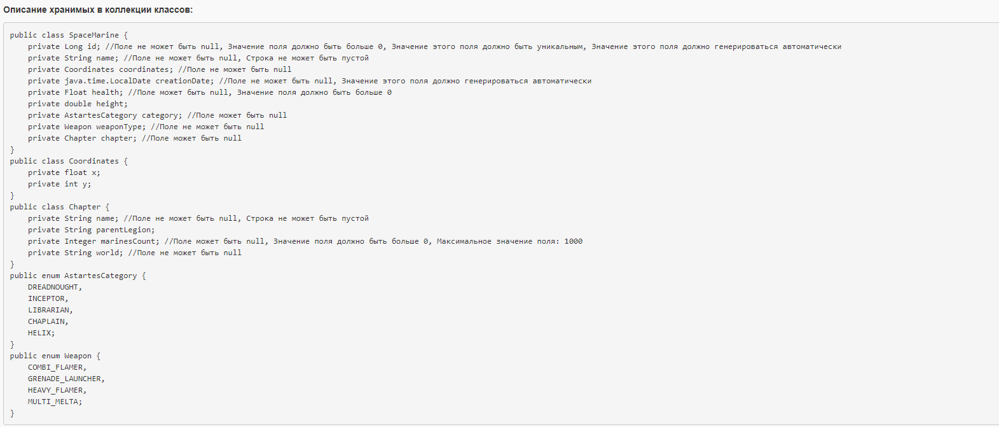 Описание хранимых в коллекции классов:
public class SpaceMarine {
    private Long id; //Поле не может быть null, Значение поля должно быть больше 0, Значение этого поля должно быть уникальным, Значение этого поля должно генерироваться автоматически
    private String name; //Поле не может быть null, Строка не может быть пустой
    private Coordinates coordinates; //Поле не может быть null
    private java.time.LocalDate creationDate; //Поле не может быть null, Значение этого поля должно генерироваться автоматически
    private Float health; //Поле может быть null, Значение поля должно быть больше 0
    private double height;
    private AstartesCategory category; //Поле может быть null
    private Weapon weaponType; //Поле не может быть null
    private Chapter chapter; //Поле может быть null
}
public class Coordinates {
    private float x;
    private int y;
}
public class Chapter {
    private String name; //Поле не может быть null, Строка не может быть пустой
    private String parentLegion;
    private Integer marinesCount; //Поле может быть null, Значение поля должно быть больше 0, Максимальное значение поля: 1000
    private String world; //Поле не может быть null
}
public enum AstartesCategory {
    DREADNOUGHT,
    INCEPTOR,
    LIBRARIAN,
    CHAPLAIN,
    HELIX;
}
public enum Weapon {
    COMBI_FLAMER,
    GRENADE_LAUNCHER,
    HEAVY_FLAMER,
    MULTI_MELTA;
}